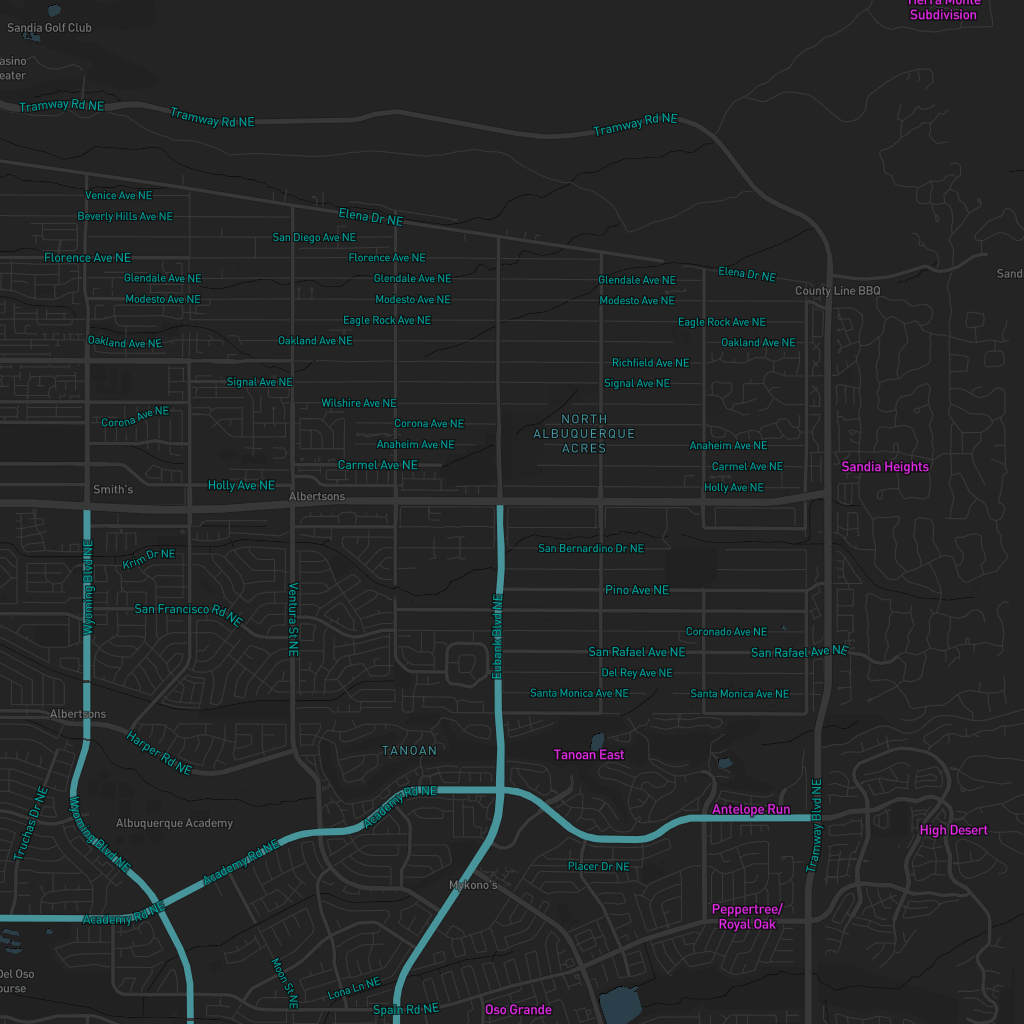 Tierra Monte
Subdivision
Sandia Golf Club
asino
eater
Tramway Rd NE
Tramway Rd NE
Tramway Rd NE
Venice Ave NE
Beverly Hills Ave NE
Elena Dr NE
San Diego Ave NE
Florence Ave NE
Florence Ave NE
Glendale Ave NE
Glendale Ave NE
Glendale Ave NE
Elena Dr NE
Sandi
County Line BBQ
Modesto Ave NE
Modesto Ave NE
Modesto Ave NE
Eagle Rock Ave NE
Eagle Rock Ave NE
Oakland Ave NE
Oakland Ave NE
Oakland Ave NE
Richfield Ave NE
Signal Ave NE
Signal Ave NE
Wilshire Ave NE
Corona Ave NE
Corona Ave NE
NORTH
ALBUQUERQUE
ACRES
Anaheim Ave NE
Anaheim Ave NE
Carmel Ave NE
Carmel Ave NE
Sandia Heights
Holly Ave NE
Holly Ave NE
Smith's
Albertsons
Krim Dr NE
San Bernardino Dr NE
Wyoming Blvd NE
Pino Ave NE
San Francisco Rd NE
Ventura St NE
Eubank Blvd NE
Coronado Ave NE
San Rafael Ave NE
San Rafael Ave NE
Del Rey Ave NE
Santa Monica Ave NE
Santa Monica Ave NE
Albertsons
Harper Rd NE
TANOAN
Tanoan East
Truchas Dr NE
Wyoming Blvd NE
Albuquerque Academy
Academy Rd NE
Academy Rd NE
Antelope Run
Tramway Blvd NE
High Desert
Placer Dr NE
Mykono's
Academy Rd NE
Peppertree/
Royal Oak
Del Oso
ourse
Moon St NE
Lona Ln NE
Spain Rd NE
Oso Grande